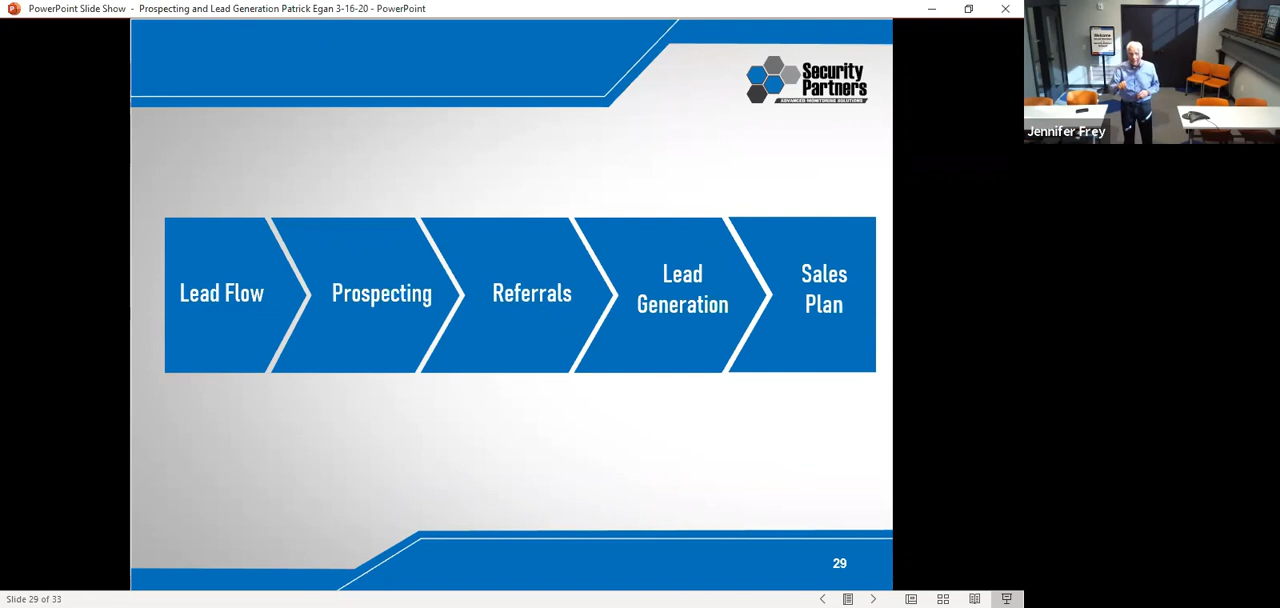 PowerPoint Slide Show - Prospecting and Lead Generation Patrick Egan 3-16-20 - PowerPoint
Security
Partners
ADVANCED MONITORING SOLUTIONS
Welcome
Jennifer Frey
Lead Flow
Prospecting
Referrals
Lead
Generation
Sales
Plan
29
Slide 29 of 33